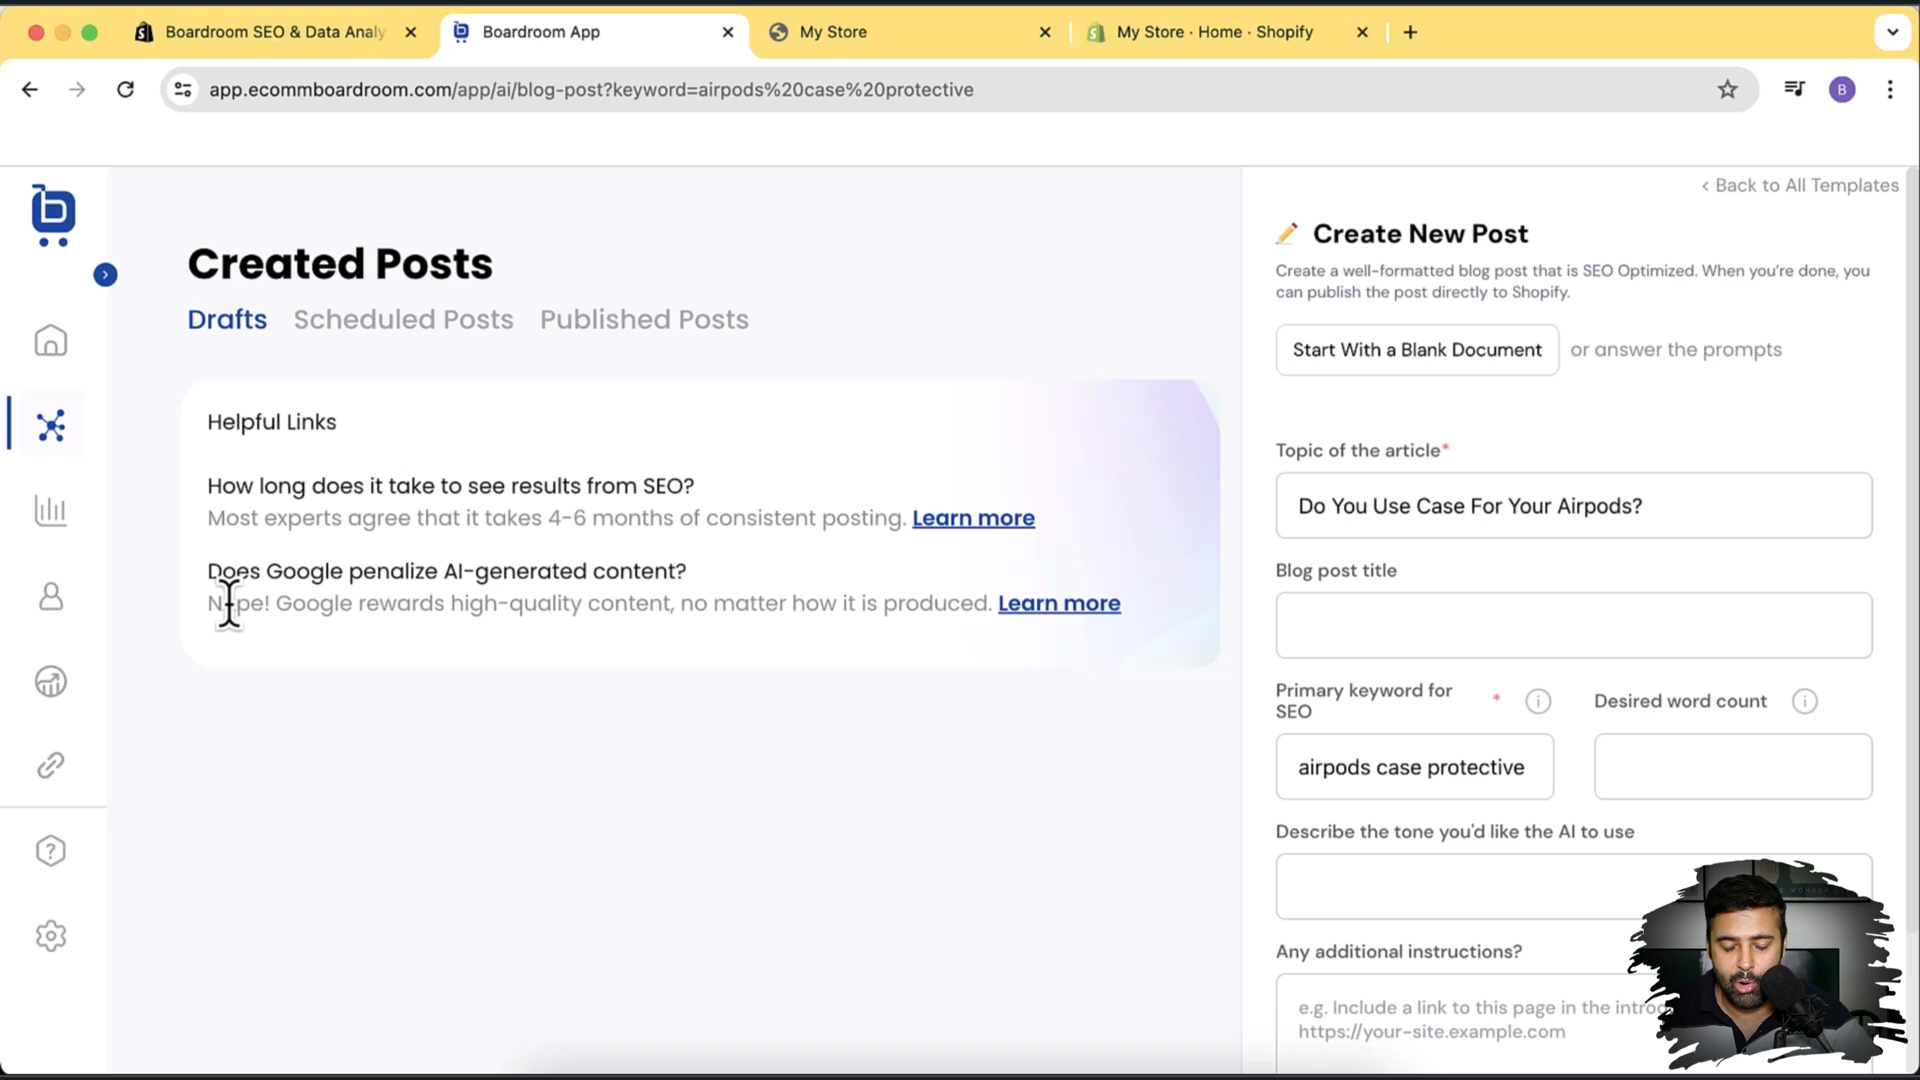 Boardroom SEO & Data Analy
Boardroom App
My Store
My Store · Home · Shopify
app.ecommboardroom.com/app/ai/blog-post?keyword=airpods%20case%20protective
B
b
< Back to All Templates
Created Posts
Drafts
Scheduled Posts
Published Posts
Helpful Links
How long does it take to see results from SEO?
Most experts agree that it takes 4-6 months of consistent posting. Learn more
Does Google penalize AI-generated content?
Nope! Google rewards high-quality content, no matter how it is produced. Learn more
Create New Post
Create a well-formatted blog post that is SEO Optimized. When you're done, you
can publish the post directly to Shopify.
Start With a Blank Document or answer the prompts
Topic of the article*
Do You Use Case For Your Airpods?
Blog post title
Primary keyword for
SEO
*
Desired word count
airpods case protective
Describe the tone you'd like the AI to use
Any additional instructions?
e.g. Include a link to this page in the
https://your-site.example.com